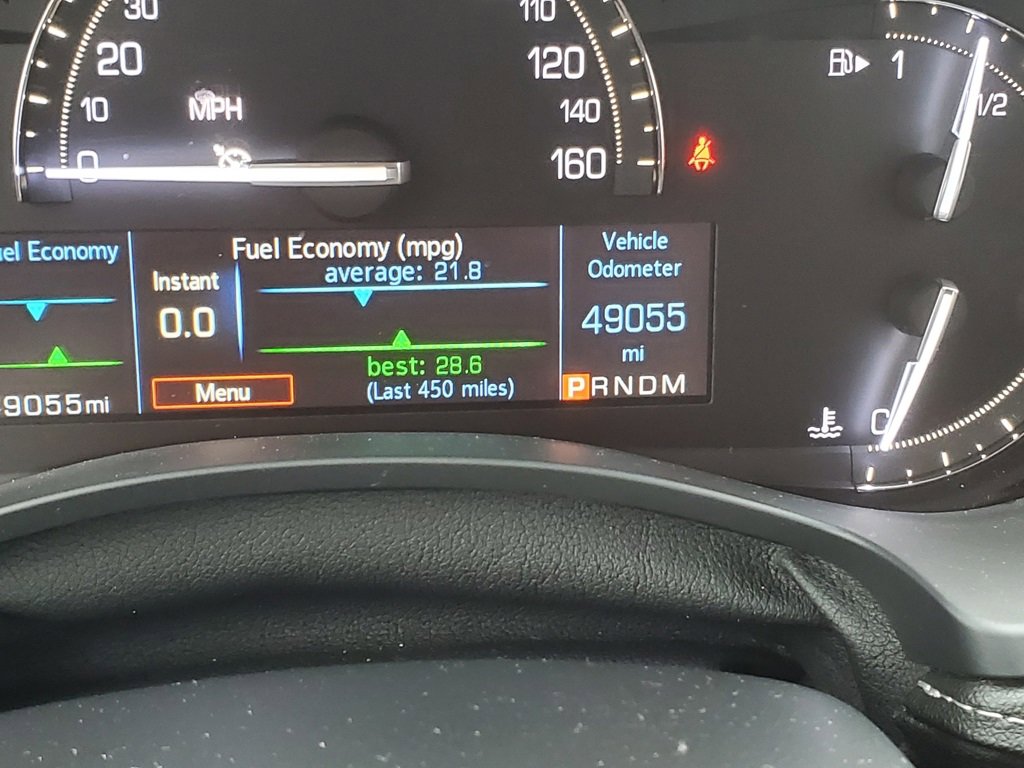 30
20
10
0
MPH
110
120
140
160
1
1/2
uel Economy
9055mi
Fuel Economy (mpg)
average: 21.8
Instant
0.0
best: 28.6
(Last 450 miles)
Menu
Vehicle
Odometer
49055
mi
PRNDM
C